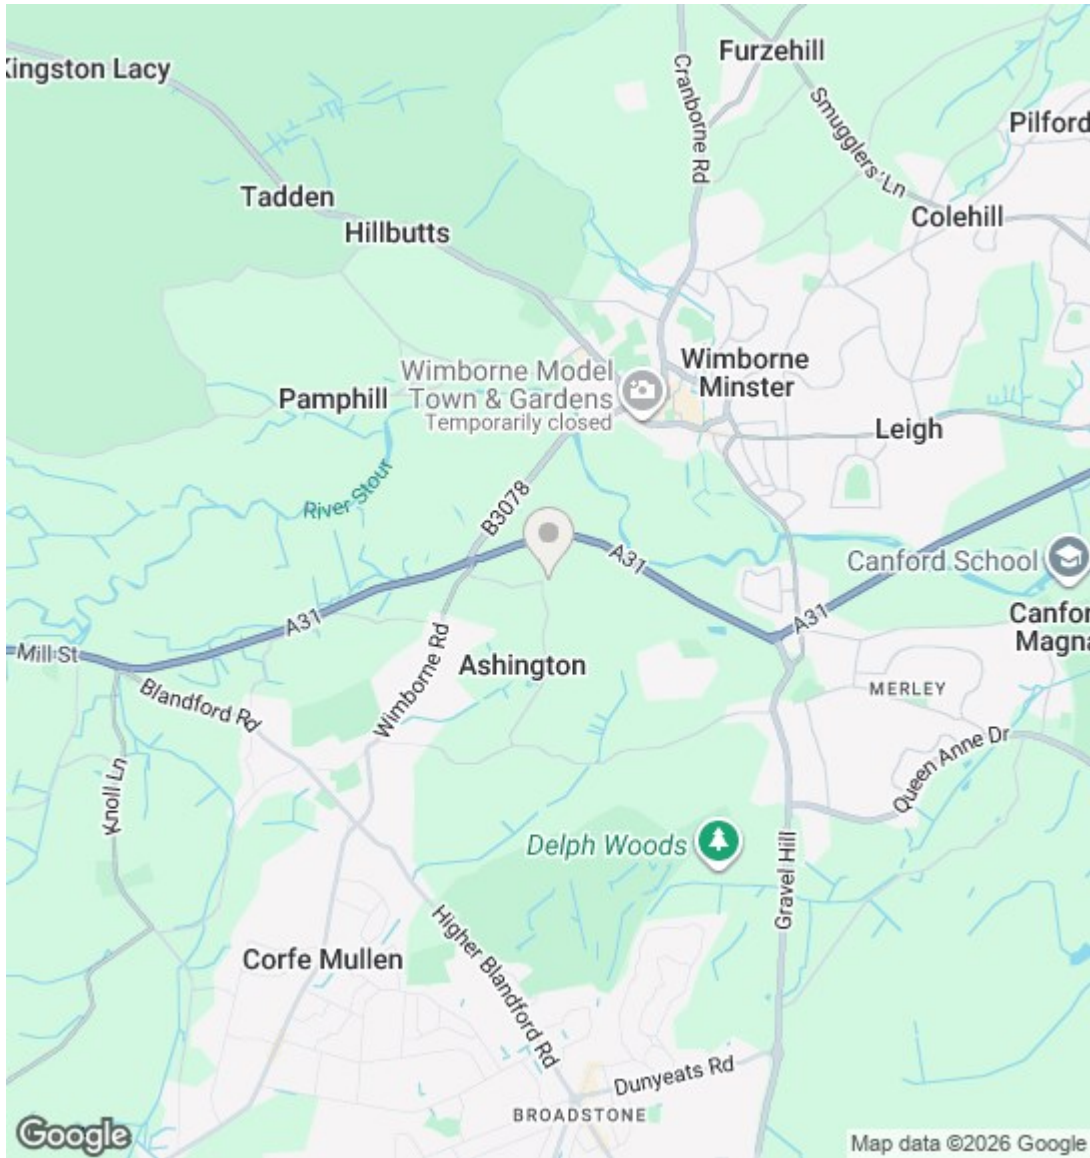 Furzehill
Kingston Lacy
Cranborne Rd
Smugglers' Ln
Pilford
Tadden
Colehill
Hillbutts
Wimborne Model
Town & Gardens
Temporarily closed
Wimborne
Minster
Pamphill
Leigh
River Stour
B3078
A31
Canford School
A31
A31
Canfor
Magna
Mill St
Wimborne Rd
Ashington
MERLEY
Blandford Rd
Queen Anne Dr
Knoll Ln
Delph Woods
Gravel Hill
Corfe Mullen
Higher Blandford Rd
Dunyeats Rd
BROADSTONE
Google
Map data ©2026 Google